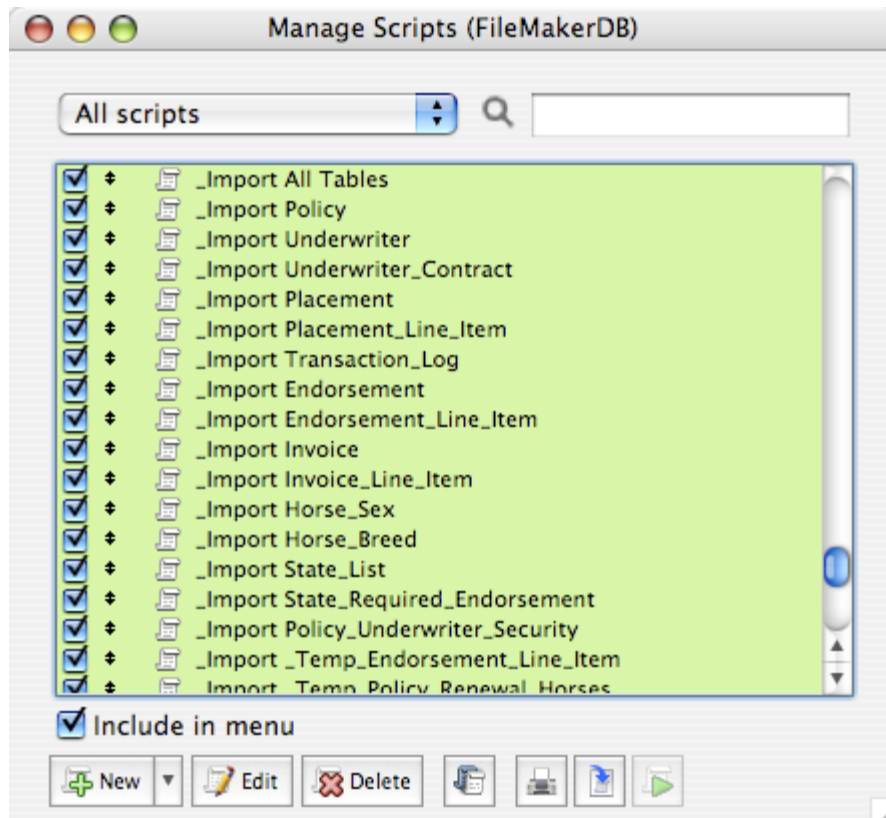 Manage Scripts (FileMakerDB)
All scripts
_Import All Tables
_Import Policy
_Import Underwriter
_Import Underwriter_Contract
_Import Placement
_Import Placement_Line_Item
_Import Transaction_Log
_Import Endorsement
_Import Endorsement_Line_Item
_Import Invoice
_Import Invoice_Line_Item
_Import Horse_Sex
_Import Horse_Breed
_Import State_List
_Import State_Required_Endorsement
_Import Policy_Underwriter_Security
_Import _Temp_Endorsement_Line_Item
_Import _Temp_Policy_Renewal_Horses
Include in menu
New Edit Delete